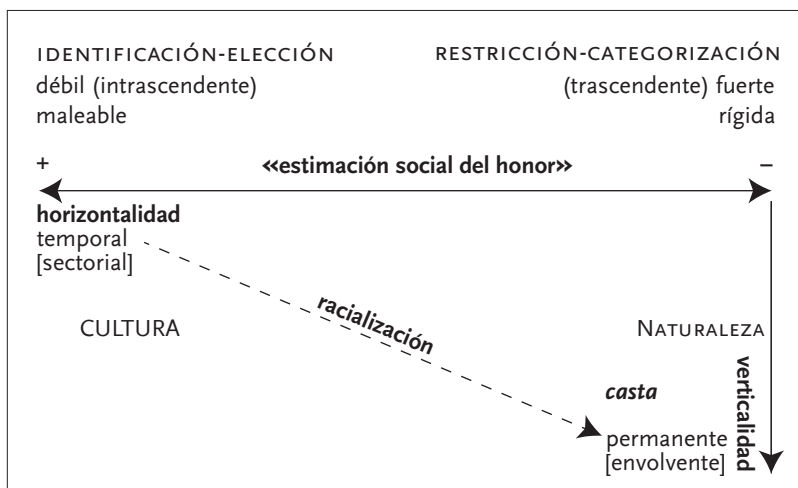 IDENTIFICACIÓN-ELECCIÓN
débil (intrascendente)
maleable
RESTRICCIÓN-CATEGORIZACIÓN
(trascendente) fuerte
rígida
+ «estimación social del honor» –
horizontalidad
temporal
[sectorial]
racialización
CULTURA
NATURALEZA
casta
permanente
[envolvente]
verticalidad